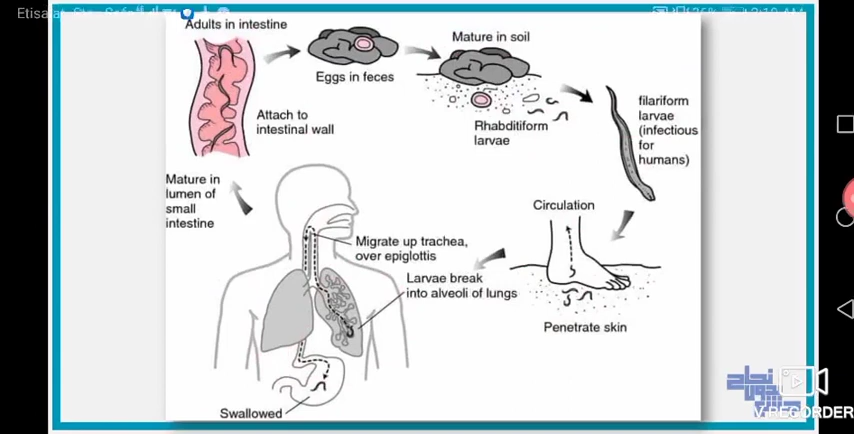 Adults in intestine
Eggs in feces
Mature in soil
Attach to
intestinal wall
Rhabditiform
larvae
filariform
larvae
(infectious
for
humans)
Mature in
lumen of
small
intestine
Circulation
Migrate up trachea,
over epiglottis
Larvae break
into alveoli of lungs
Penetrate skin
Swallowed
V RECORDER